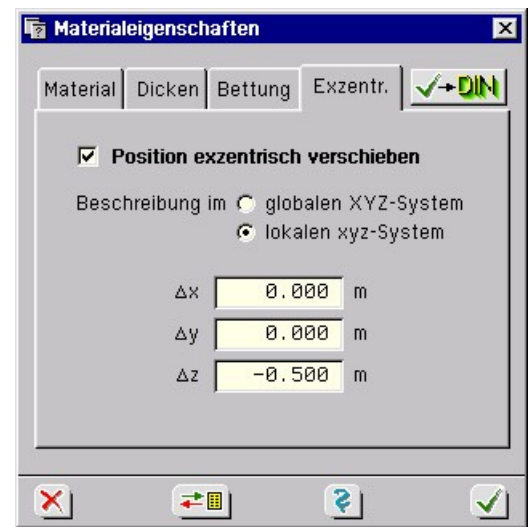 Materialeigenschaften
Material Dicken Bettung Exzentr. DIN
Position exzentrisch verschieben
Beschreibung im globalen XYZ-System
lokalen xyz-System
Δx 0.000 m
Δy 0.000 m
Δz -0.500 m